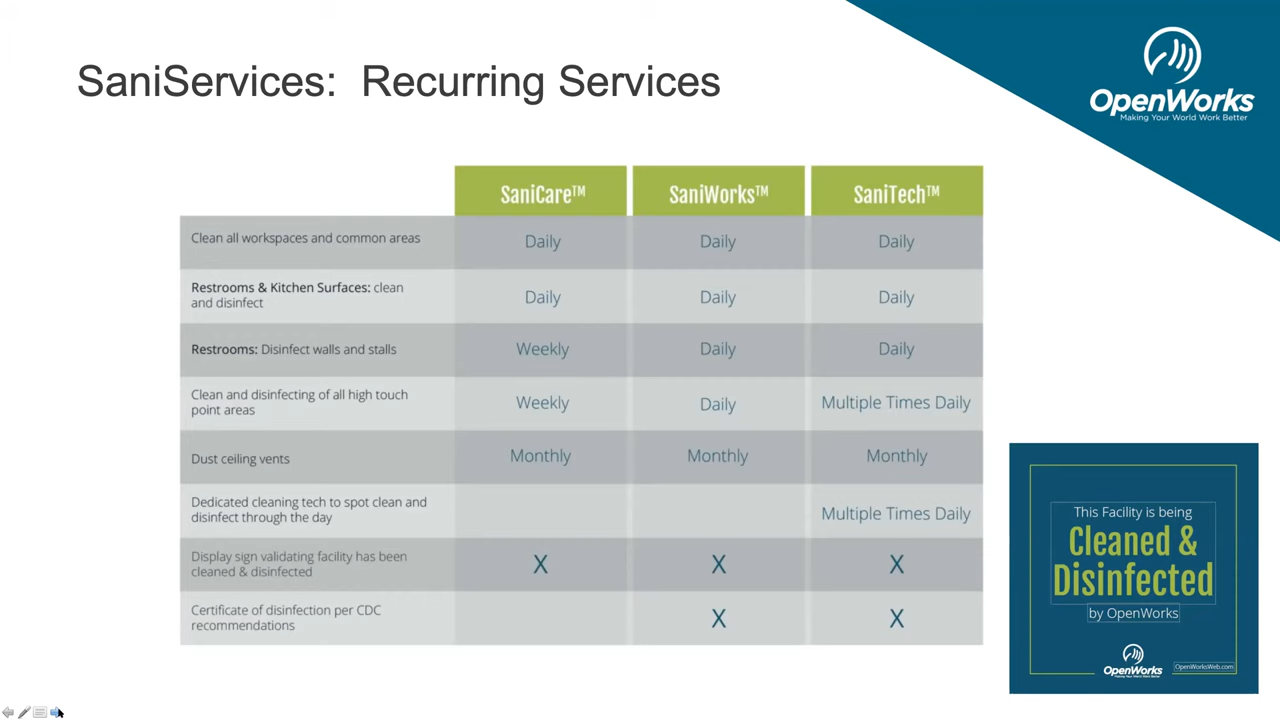 SaniServices:  Recurring Services
OpenWorks
Making Your World Work Better
SaniCare™ SaniWorks™ SaniTech™
Clean all workspaces and common areas Daily Daily Daily
Restrooms & Kitchen Surfaces: clean
and disinfect Daily Daily Daily
Restrooms: Disinfect walls and stalls Weekly Daily Daily
Clean and disinfecting of all high touch
point areas Weekly Daily Multiple Times Daily
Dust ceiling vents Monthly Monthly Monthly
Dedicated cleaning tech to spot clean and
disinfect through the day Multiple Times Daily
Display sign validating facility has been
cleaned & disinfected X X X
Certificate of disinfection per CDC
recommendations X X
This Facility is being
Cleaned &
Disinfected
by OpenWorks
OpenWorks
Making Your World Work Better
OpenWorksWeb.com